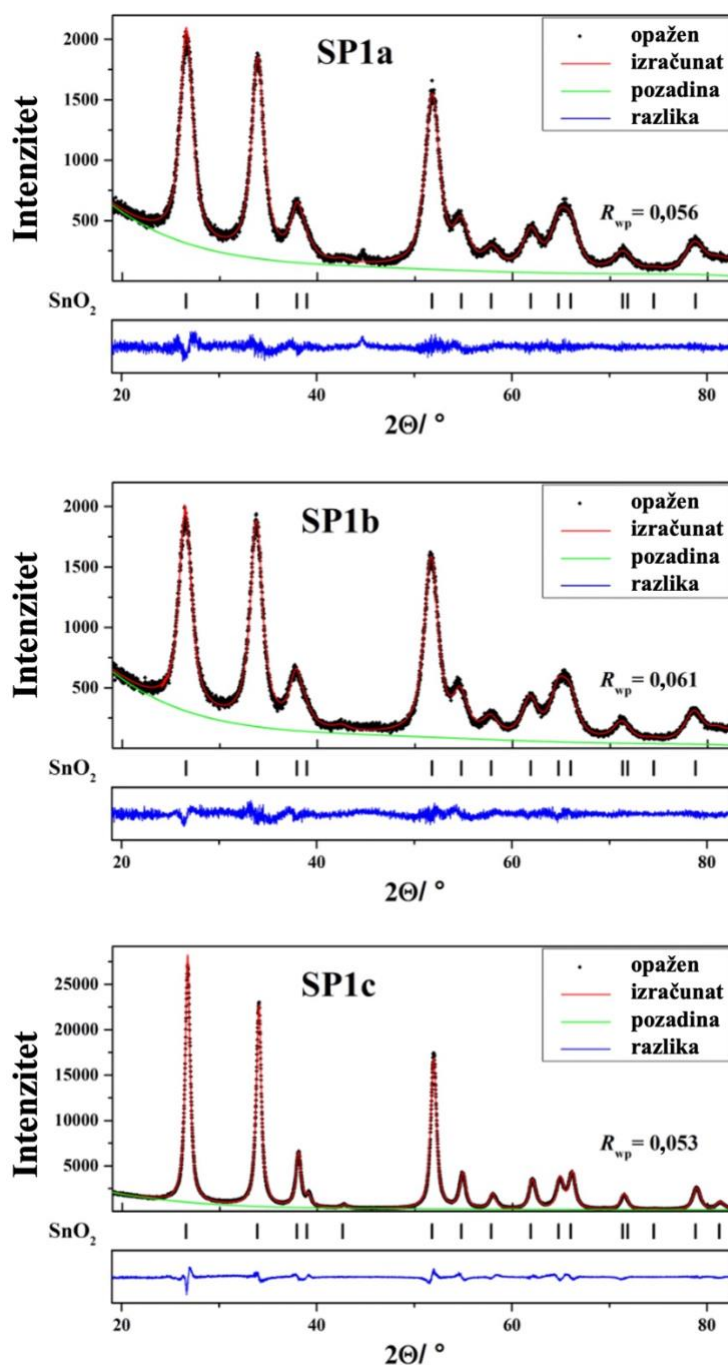 SP1a
opažen
izračunat
pozadina
razlika
R_wp = 0,056
Intenzitet
2000
1500
1000
500
SnO₂
20 40 60 80
2Θ/ °
SP1b
opažen
izračunat
pozadina
razlika
R_wp = 0,061
Intenzitet
2000
1500
1000
500
SnO₂
20 40 60 80
2Θ/ °
SP1c
opažen
izračunat
pozadina
razlika
R_wp = 0,053
Intenzitet
25000
20000
15000
10000
5000
SnO₂
20 40 60 80
2Θ/ °